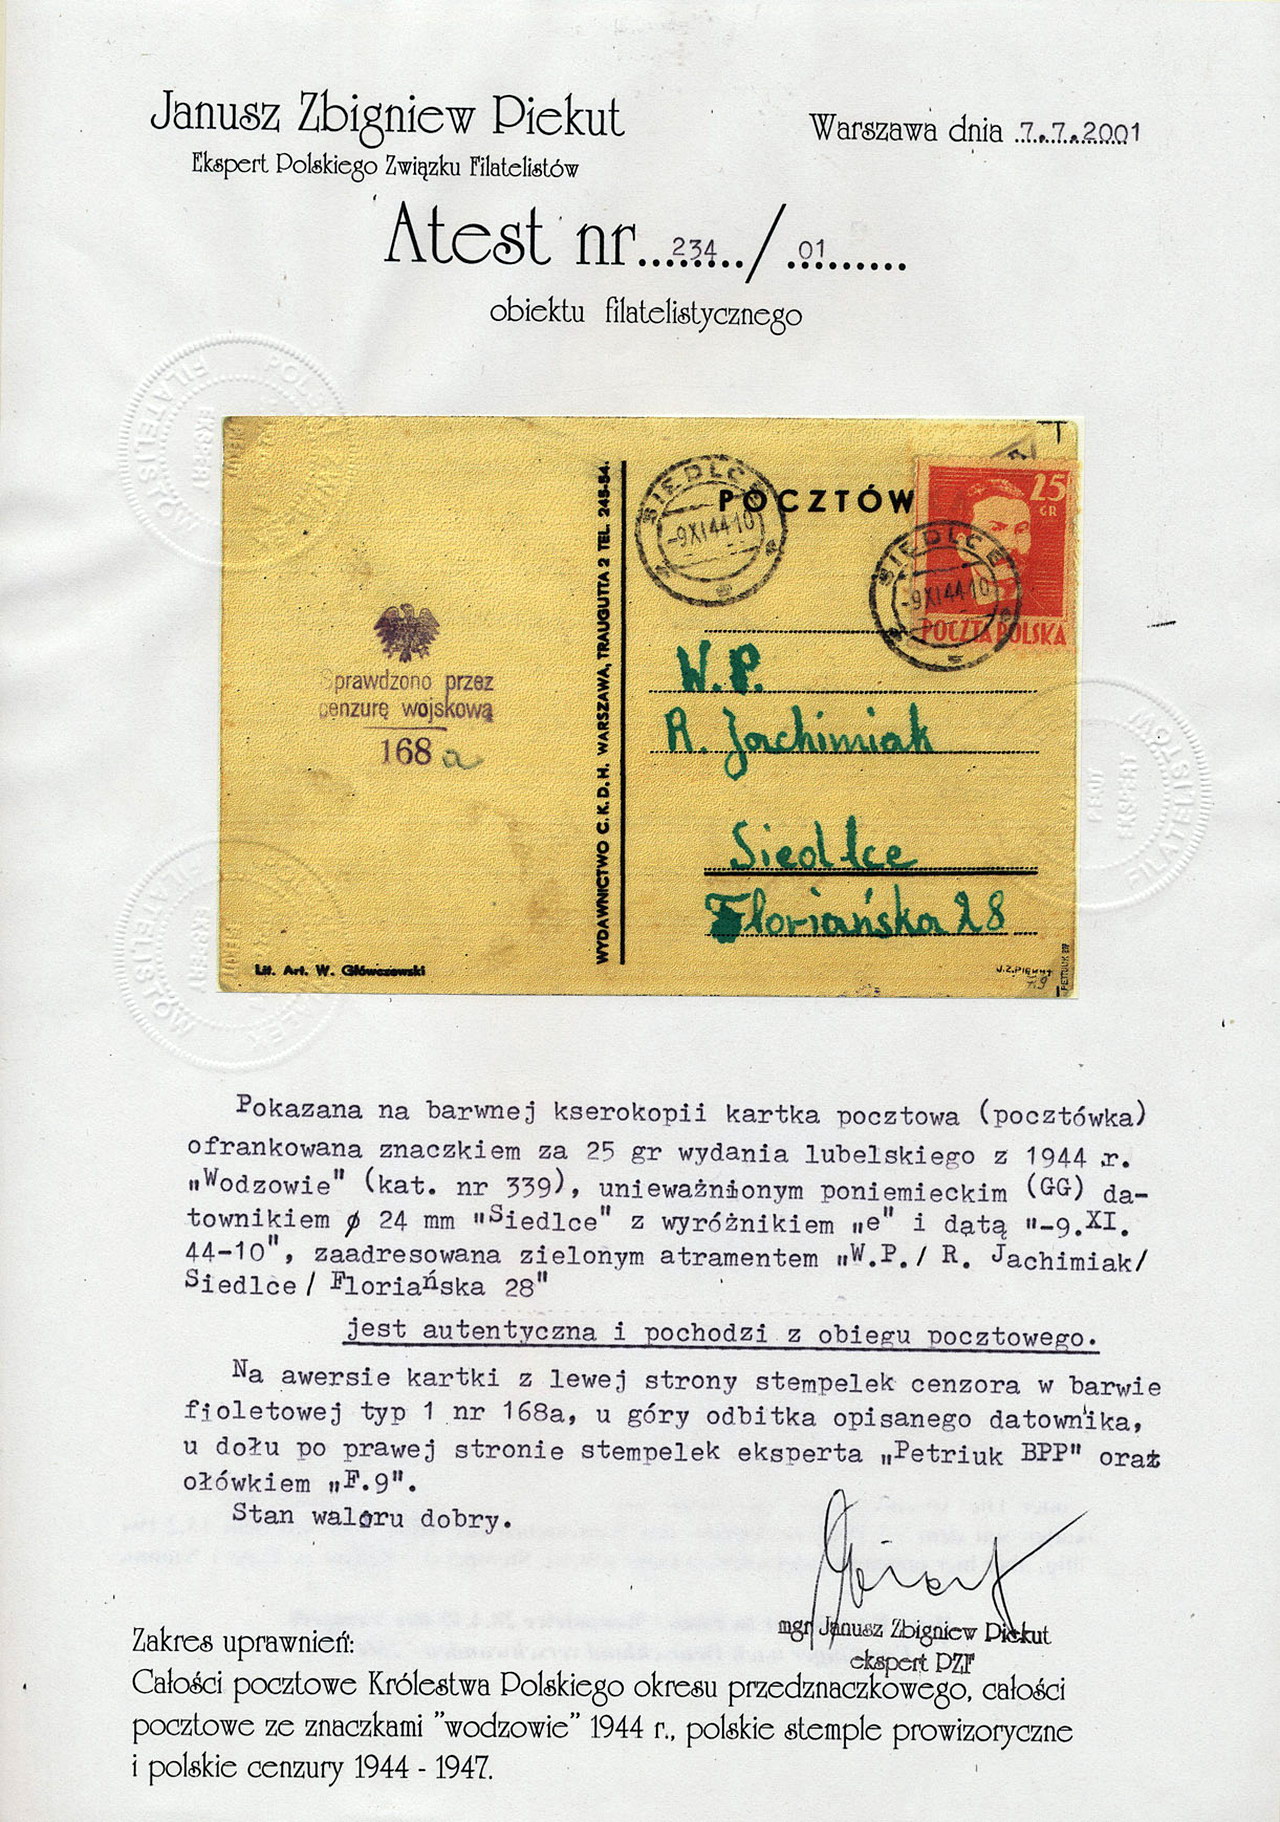 Janusz Zbigniew Piekut
Ekspert Polskiego Związku Filatelistów
Warszawa dnia 7.7.2001
Atest nr 234 / 01
obiektu filatelistycznego
POLSKI
FILATELISTÓW
EKSPERT
SIEDLCE
-9XI44-10
POCZTÓW
25
GR
SIEDLCE
-9XI44-10
POCZTA POLSKA
WYDAWNICTWO C.K.D.H. WARSZAWA, TRAUGUTTA 2 TEL. 245-54.
Sprawdzono przez
cenzurę wojskową
168 a
W.P.
R. Jachimiak
Siedlce
Floriańska 28
Lit. Art. W. Główczewski
J.Z.PIEKUT
Pokazana na barwnej kserokopii kartka pocztowa (pocztówka)
ofrankowana znaczkiem za 25 gr wydania lubelskiego z 1944 r.
„Wodzowie" (kat. nr 339), unieważnionym poniemieckim (GG) da-
townikiem ø 24 mm "Siedlce" z wyróżnikiem „e" i datą "-9.XI.
44-10", zaadresowana zielonym atramentem „W.P./ R. Jachimiak/
Siedlce/ Floriańska 28"
jest autentyczna i pochodzi z obiegu pocztowego.
Na awersie kartki z lewej strony stempelek cenzora w barwie
fioletowej typ 1 nr 168a, u góry odbitka opisanego datownika,
u dołu po prawej stronie stempelek eksperta „Petriuk BPP" oraz
ołówkiem „F.9".
Stan waloru dobry.
mgr Janusz Zbigniew Piekut
ekspert PZF
Zakres uprawnień:
Całości pocztowe Królestwa Polskiego okresu przedznaczkowego, całości
pocztowe ze znaczkami "wodzowie" 1944 r., polskie stemple prowizoryczne
i polskie cenzury 1944 - 1947.